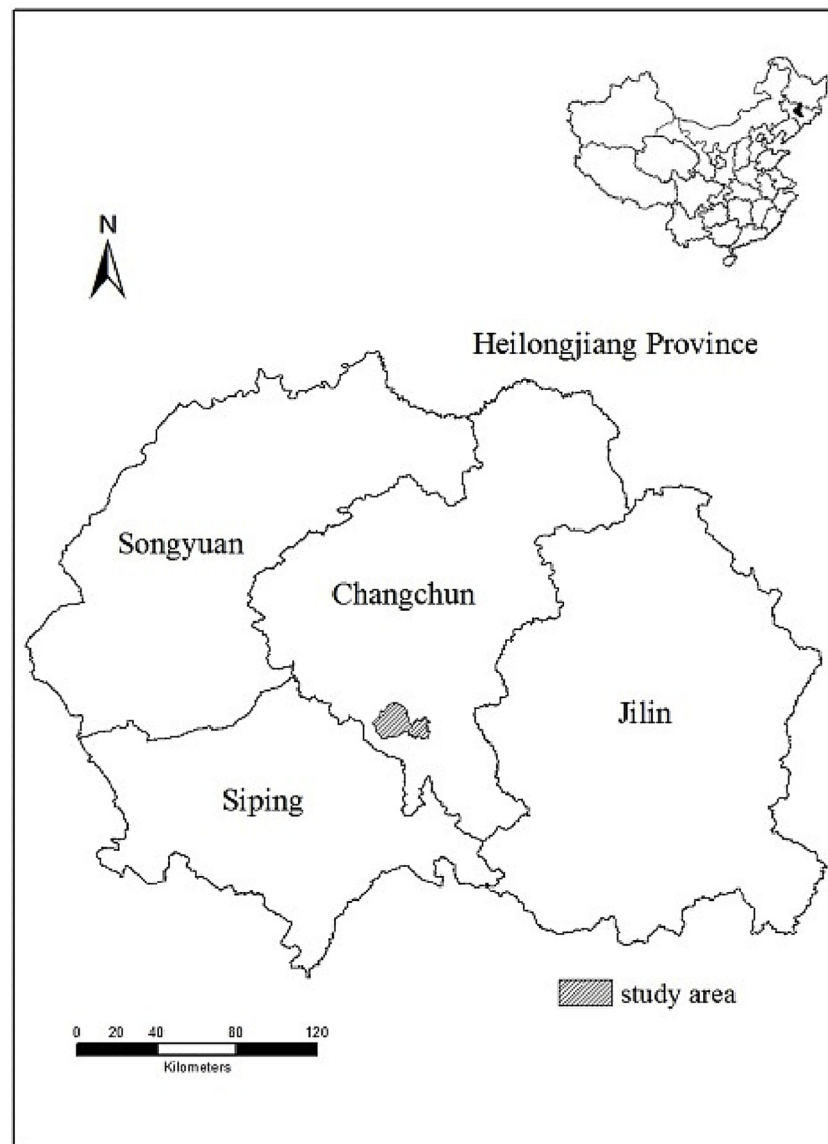 N
Heilongjiang Province
Songyuan
Changchun
Jilin
Siping
study area
0 20 40 80 120
Kilometers